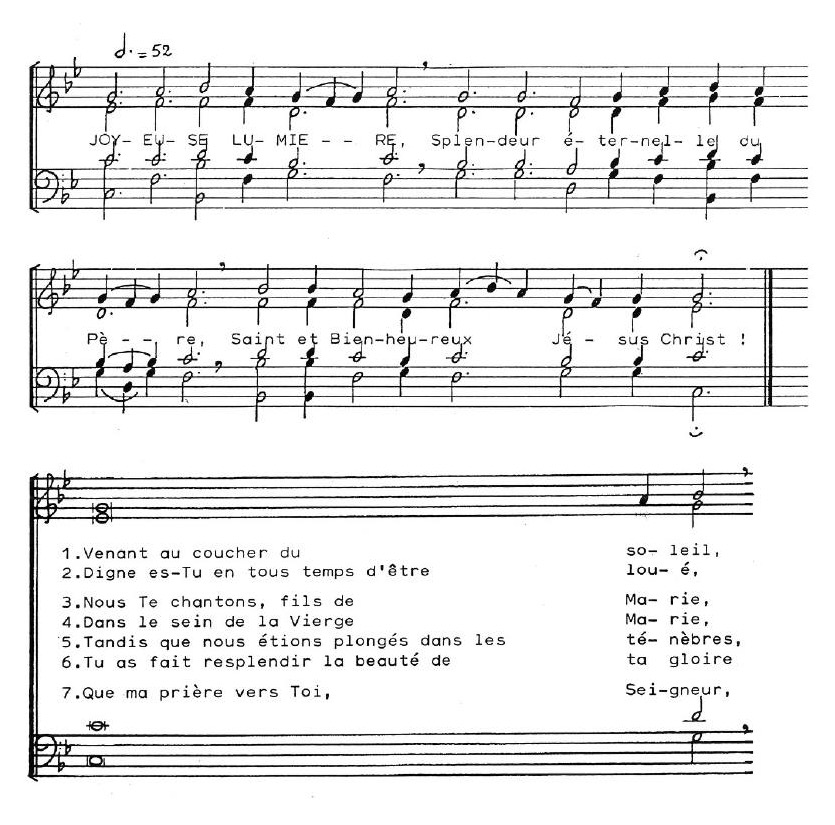 𝅗𝅥. = 52
JOY- EU- SE LU- MIE - - RE, Splen-deur é- ter-nel- le du
Pè - - re, Saint et Bien-heu-reux Jé - sus Christ !
1.Venant au coucher du so- leil,
2.Digne es-Tu en tous temps d'être lou- é,
3.Nous Te chantons, fils de Ma- rie,
4.Dans le sein de la Vierge Ma- rie,
5.Tandis que nous étions plongés dans les té- nèbres,
6.Tu as fait resplendir la beauté de ta gloire
7.Que ma prière vers Toi, Sei-gneur,